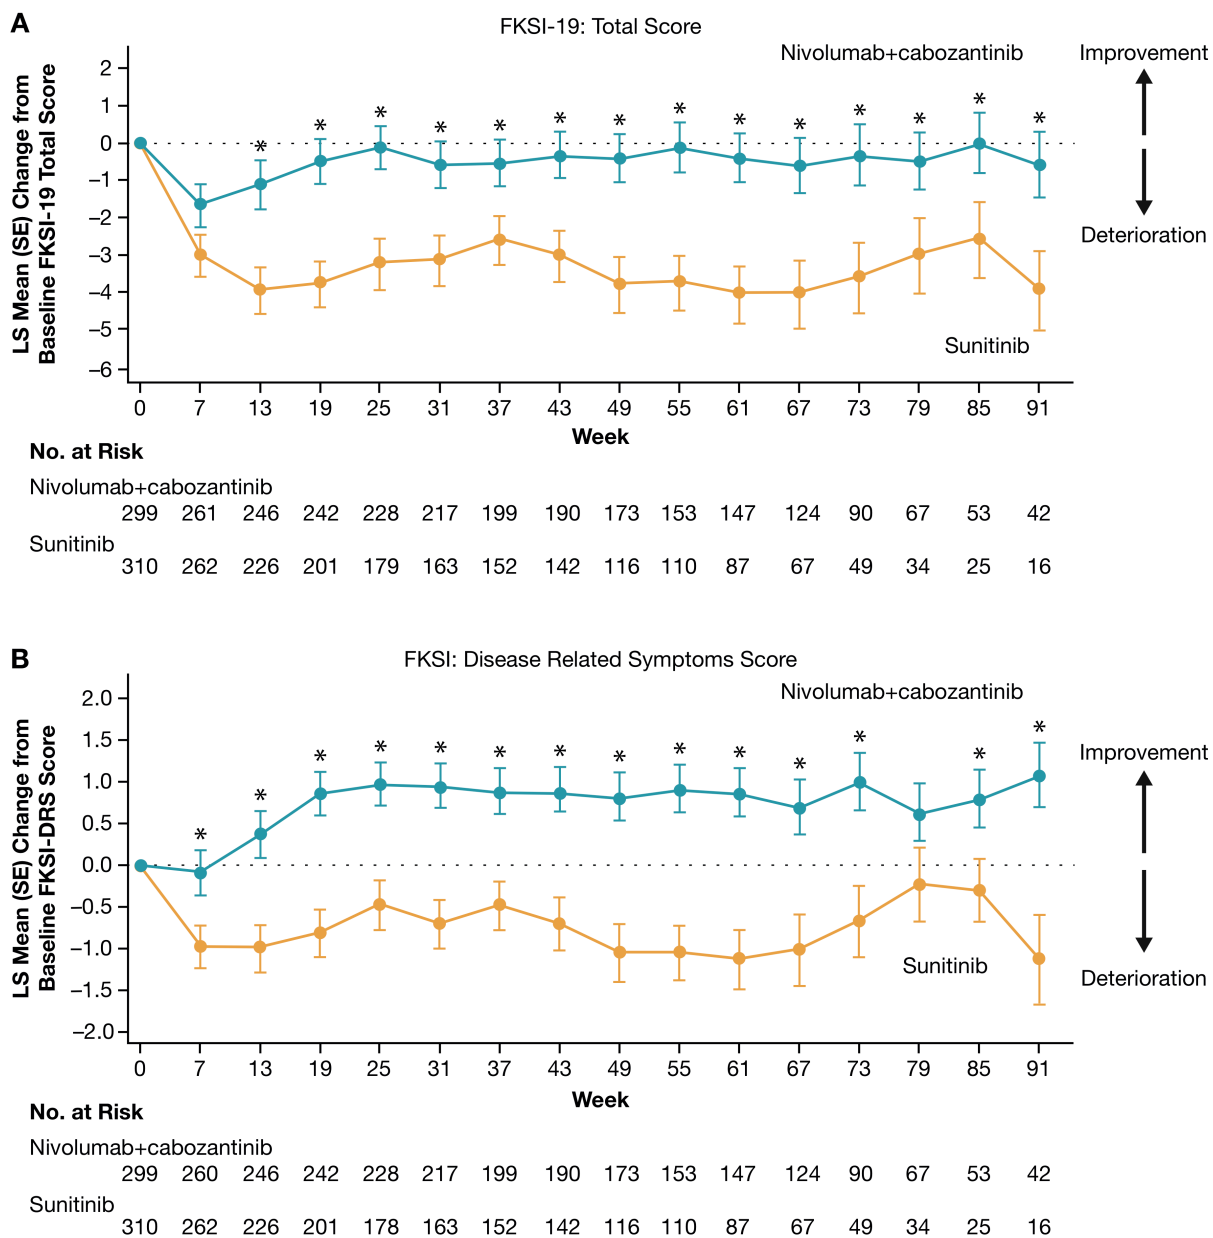 A
FKSI-19: Total Score
Nivolumab+cabozantinib
Improvement
LS Mean (SE) Change from
Baseline FKSI-19 Total Score
2
1
0
–1
–2
–3
–4
–5
–6
* * * * * * * * * * * * * *
Deterioration
Sunitinib
0 7 13 19 25 31 37 43 49 55 61 67 73 79 85 91
Week
No. at Risk
Nivolumab+cabozantinib
299 261 246 242 228 217 199 190 173 153 147 124 90 67 53 42
Sunitinib
310 262 226 201 179 163 152 142 116 110 87 67 49 34 25 16
B
FKSI: Disease Related Symptoms Score
Nivolumab+cabozantinib
Improvement
LS Mean (SE) Change from
Baseline FKSI-DRS Score
2.0
1.5
1.0
0.5
0.0
–0.5
–1.0
–1.5
–2.0
* * * * * * * * * * * * * *
Sunitinib
Deterioration
0 7 13 19 25 31 37 43 49 55 61 67 73 79 85 91
Week
No. at Risk
Nivolumab+cabozantinib
299 260 246 242 228 217 199 190 173 153 147 124 90 67 53 42
Sunitinib
310 262 226 201 178 163 152 142 116 110 87 67 49 34 25 16